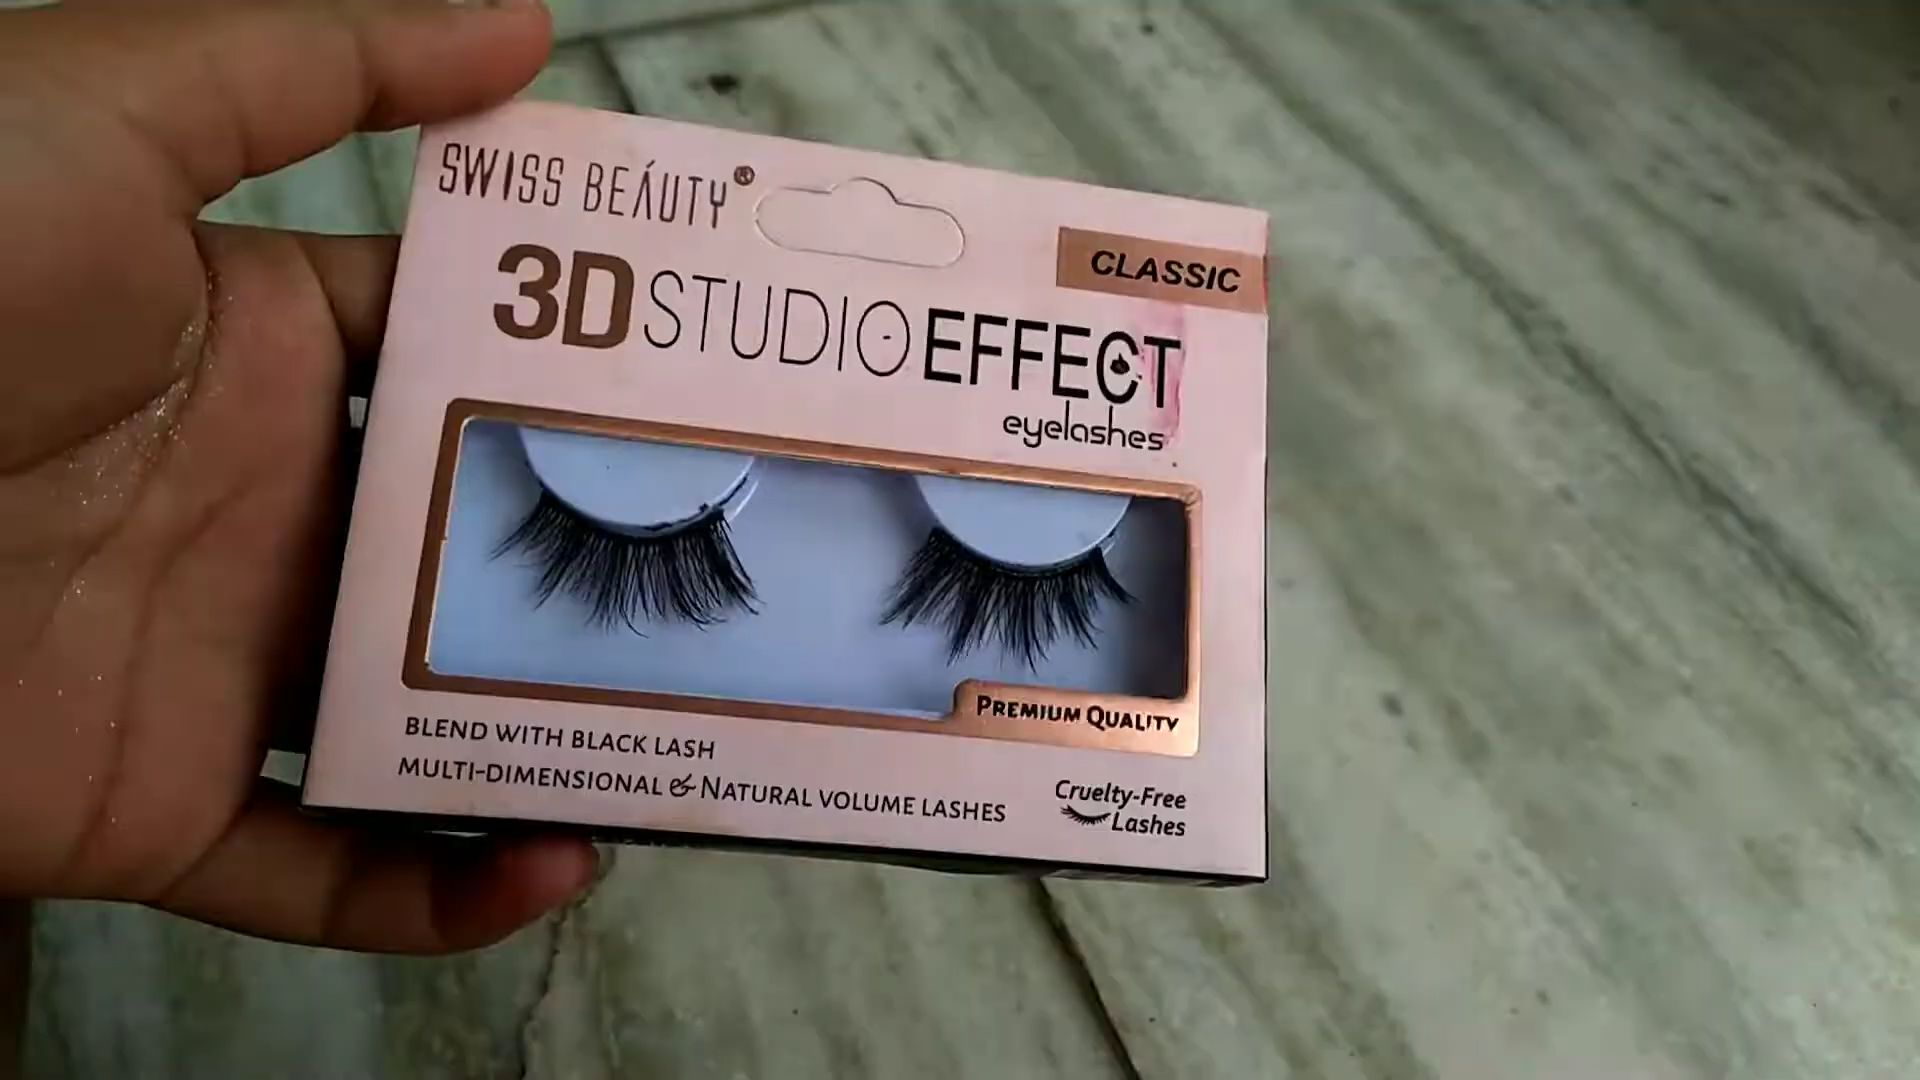 SWISS BEÁUTY®
CLASSIC
3D STUDIO EFFECT
eyelashes
PREMIUM QUALITY
BLEND WITH BLACK LASH
MULTI-DIMENSIONAL & NATURAL VOLUME LASHES
Cruelty-Free
Lashes